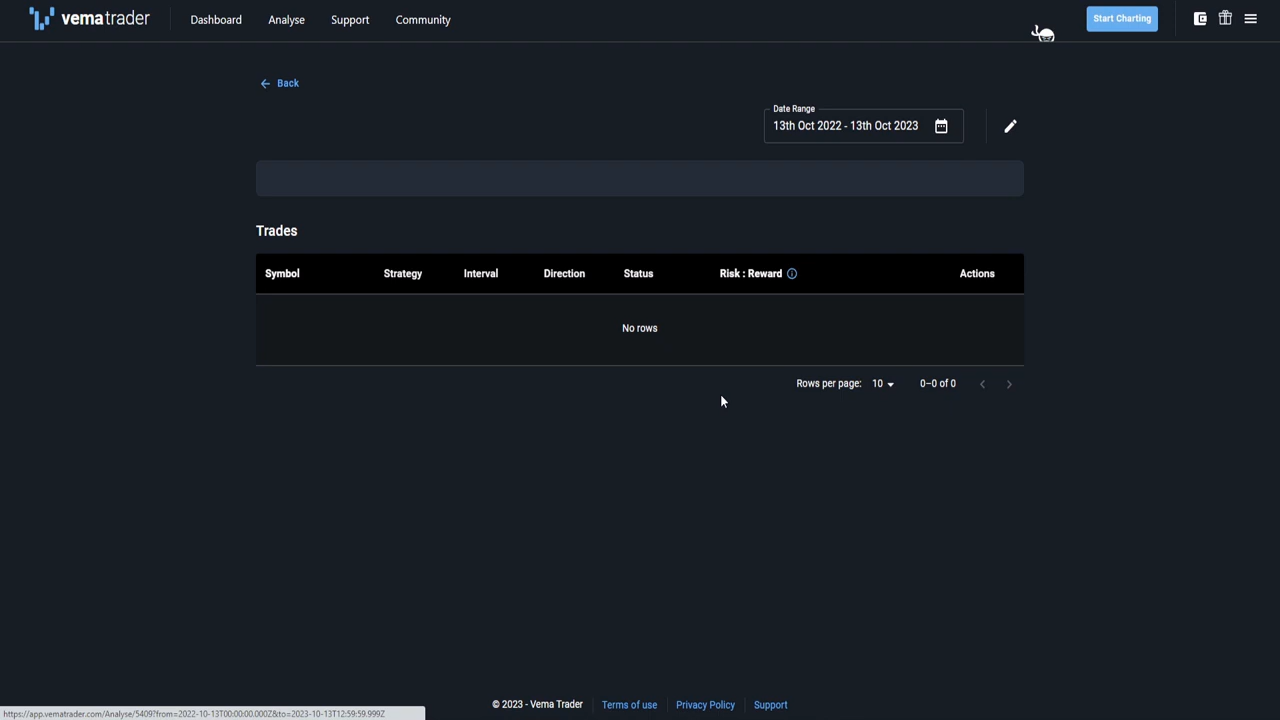 vematrader
Dashboard
Analyse
Support
Community
Start Charting
Back
Date Range
13th Oct 2022 - 13th Oct 2023
Trades
Symbol
Strategy
Interval
Direction
Status
Risk : Reward
Actions
No rows
Rows per page:
10
0–0 of 0
© 2023 - Vema Trader
Terms of use
Privacy Policy
Support
https://app.vematrader.com/Analyse/5409?from=2022-10-13T00:00:00.000Z&to=2023-10-13T12:59:59.999Z